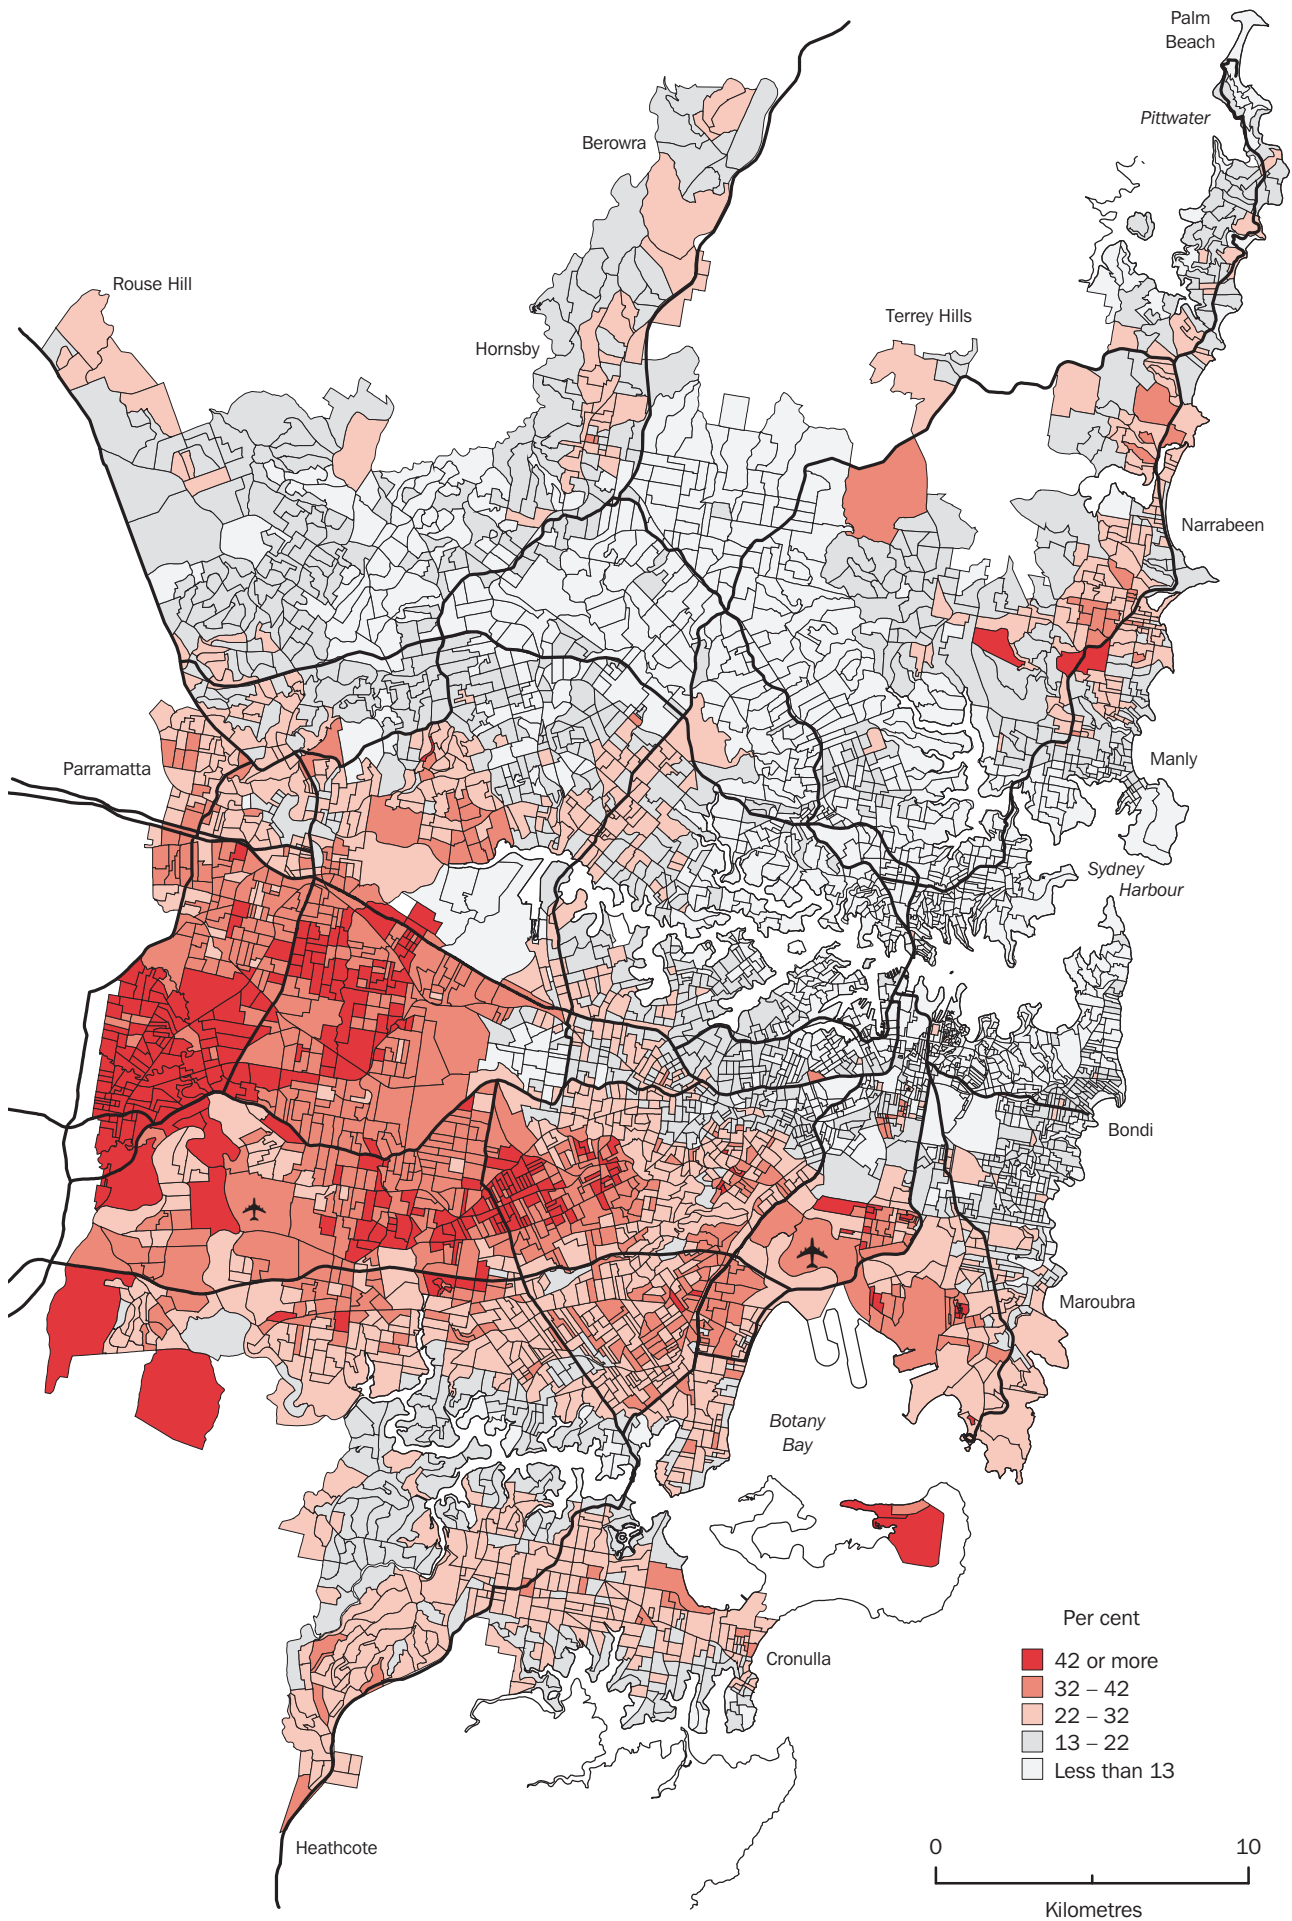 Palm
Beach
Pittwater
Berowra
Rouse Hill
Terrey Hills
Hornsby
Narrabeen
Manly
Parramatta
Sydney
Harbour
Bondi
Maroubra
Botany
Bay
Cronulla
Heathcote
Per cent
42 or more
32 – 42
22 – 32
13 – 22
Less than 13
0 10
Kilometres